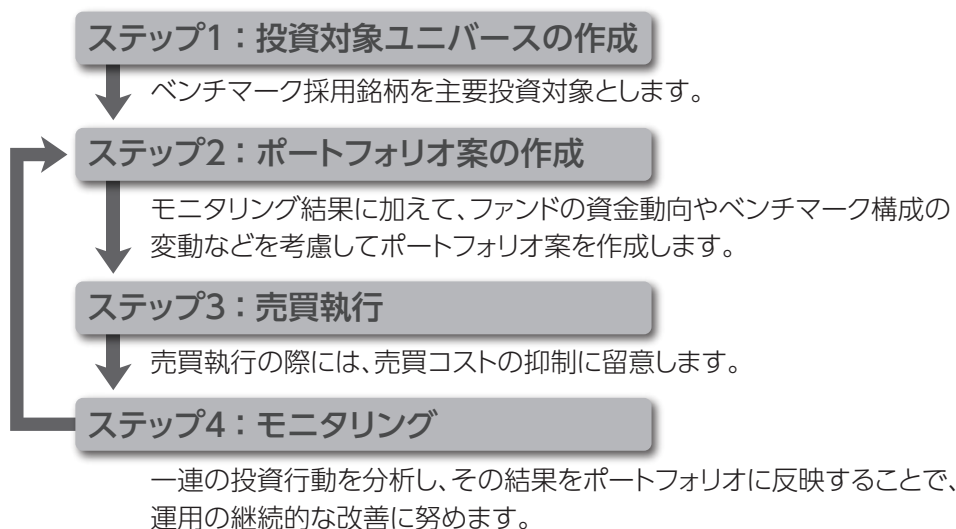 ステップ1：投資対象ユニバースの作成
ベンチマーク採用銘柄を主要投資対象とします。
ステップ2：ポートフォリオ案の作成
モニタリング結果に加えて、ファンドの資金動向やベンチマーク構成の
変動などを考慮してポートフォリオ案を作成します。
ステップ3：売買執行
売買執行の際には、売買コストの抑制に留意します。
ステップ4：モニタリング
一連の投資行動を分析し、その結果をポートフォリオに反映することで、
運用の継続的な改善に努めます。